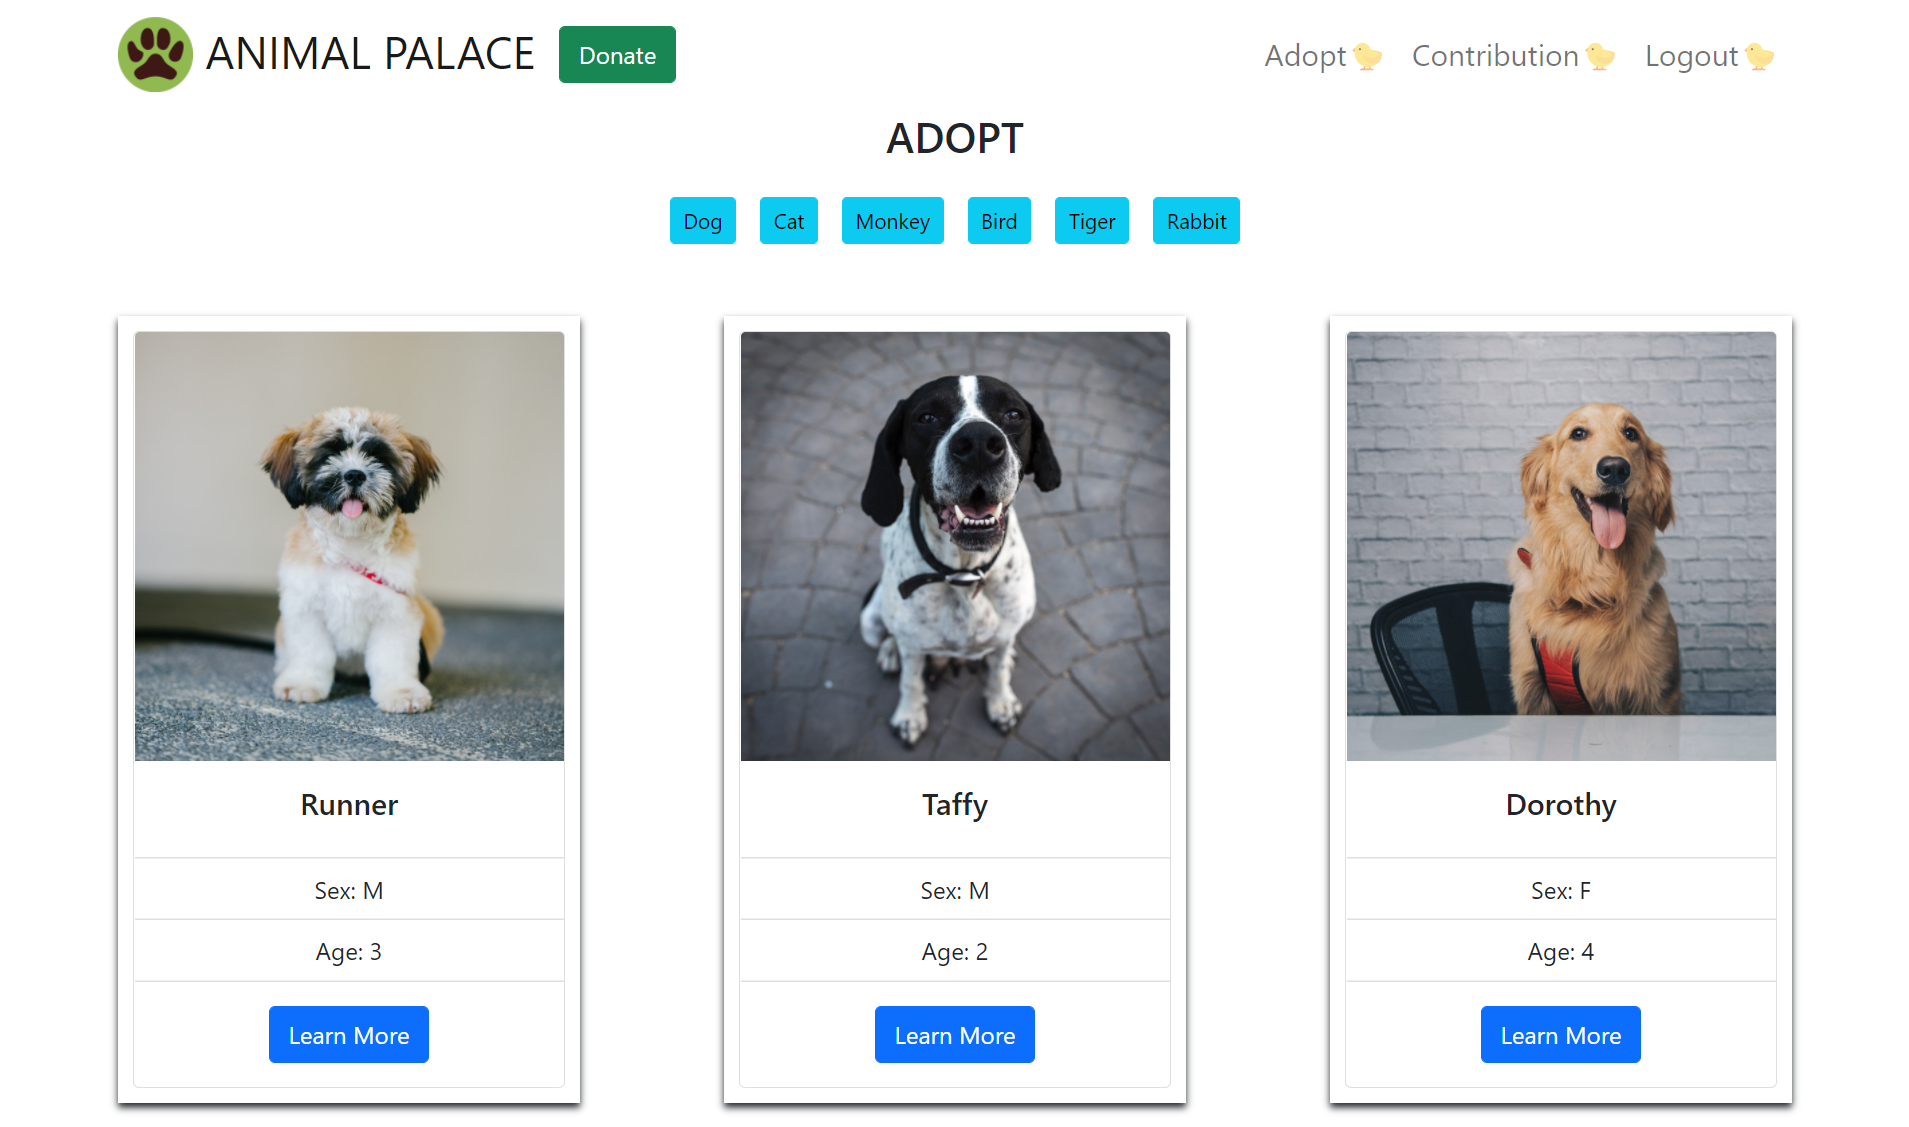 ANIMAL PALACE Donate Adopt Contribution Logout
ADOPT
Dog Cat Monkey Bird Tiger Rabbit
Runner
Sex: M
Age: 3
Learn More
Taffy
Sex: M
Age: 2
Learn More
Dorothy
Sex: F
Age: 4
Learn More